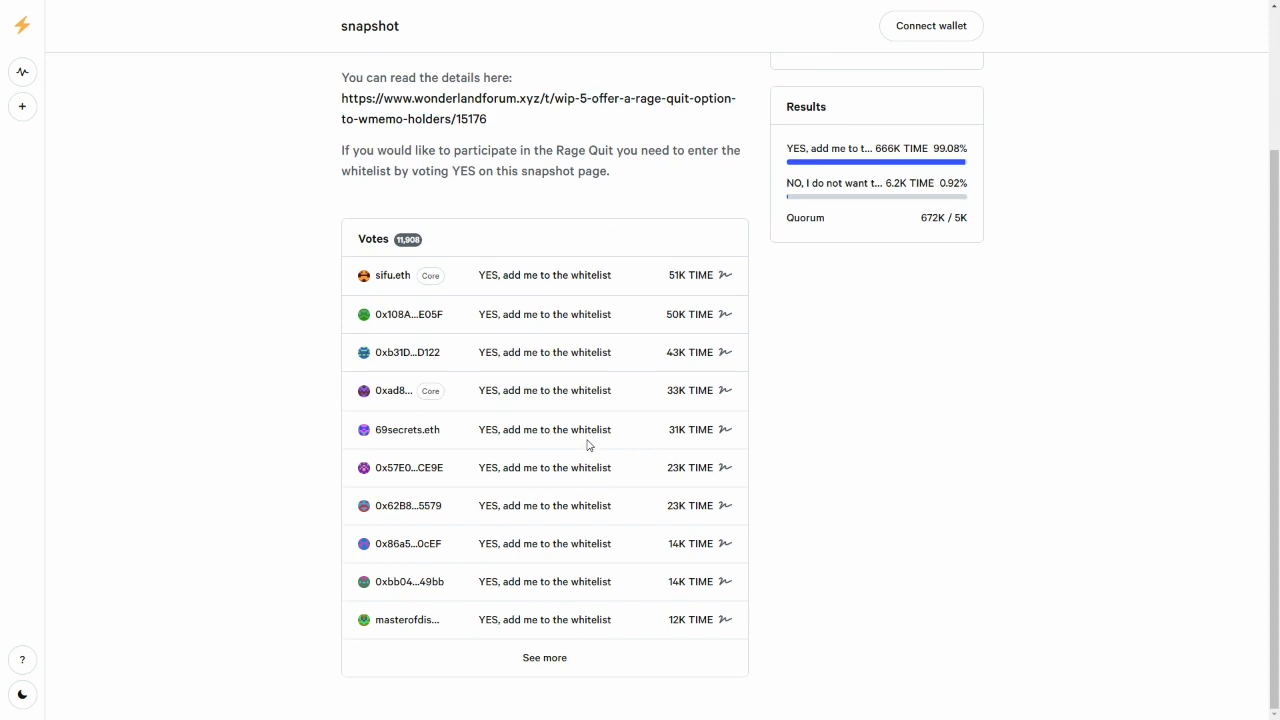 snapshot
Connect wallet
You can read the details here:
https://www.wonderlandforum.xyz/t/wip-5-offer-a-rage-quit-option-
to-wmemo-holders/15176
If you would like to participate in the Rage Quit you need to enter the
whitelist by voting YES on this snapshot page.
Results
YES, add me to t... 666K TIME 99.08%
NO, I do not want t... 6.2K TIME 0.92%
Quorum 672K / 5K
Votes 11,908
sifu.eth Core YES, add me to the whitelist 51K TIME
0x108A...E05F YES, add me to the whitelist 50K TIME
0xb31D...D122 YES, add me to the whitelist 43K TIME
0xad8... Core YES, add me to the whitelist 33K TIME
69secrets.eth YES, add me to the whitelist 31K TIME
0x57E0...CE9E YES, add me to the whitelist 23K TIME
0x62B8...5579 YES, add me to the whitelist 23K TIME
0x86a5...0cEF YES, add me to the whitelist 14K TIME
0xbb04...49bb YES, add me to the whitelist 14K TIME
masterofdis... YES, add me to the whitelist 12K TIME
See more
?